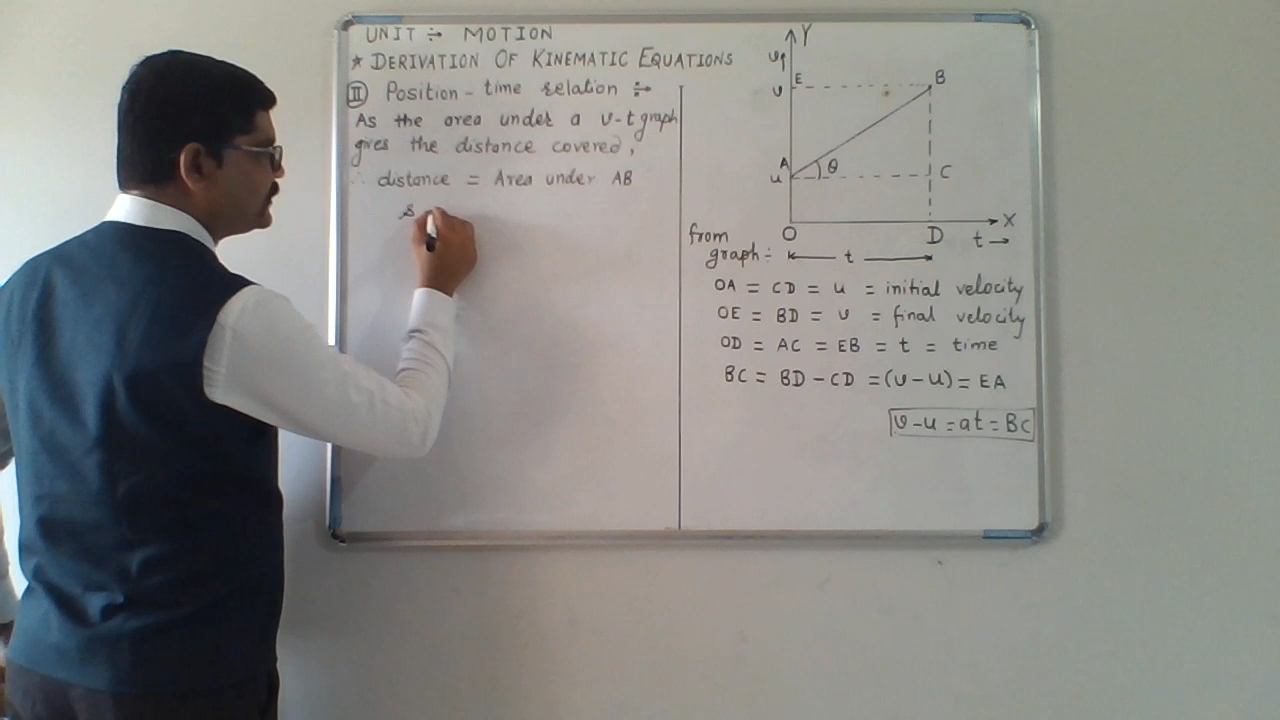 UNIT ÷ MOTION
* DERIVATION OF KINEMATIC EQUATIONS
II Position - time relation ÷
As the area under a v-t graph
gives the distance covered,
∴ distance = Area under AB
s
Y
v↑
E
B
v
A
θ
C
u
X
O
D
t →
from
graph:-
t
OA = CD = u = initial velocity
OE = BD = v = final velocity
OD = AC = EB = t = time
BC = BD - CD = (v - u) = EA
v - u = at = BC